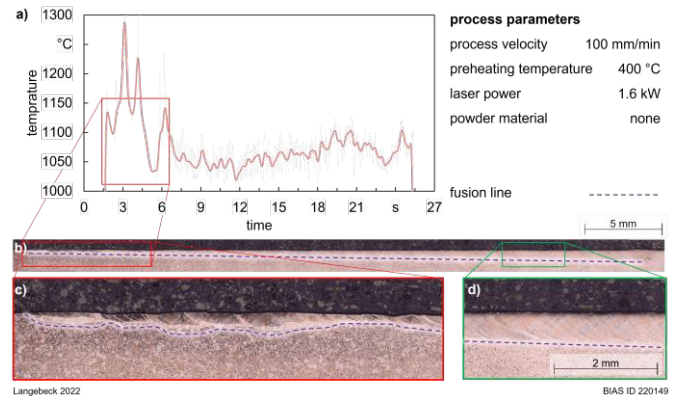 a)
1300
°C
1200
1150
1100
1050
1000
temprature
0 3 6 9 12 15 18 21 s 27
time
process parameters
process velocity 100 mm/min
preheating temperature 400 °C
laser power 1.6 kW
powder material none
fusion line
5 mm
b)
c)
d)
2 mm
Langebeck 2022
BIAS ID 220149